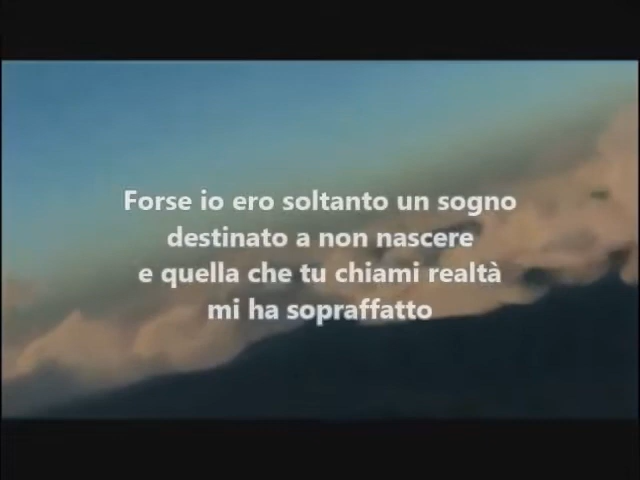 Forse io ero soltanto un sogno
destinato a non nascere
e quella che tu chiami realtà
mi ha sopraffatto